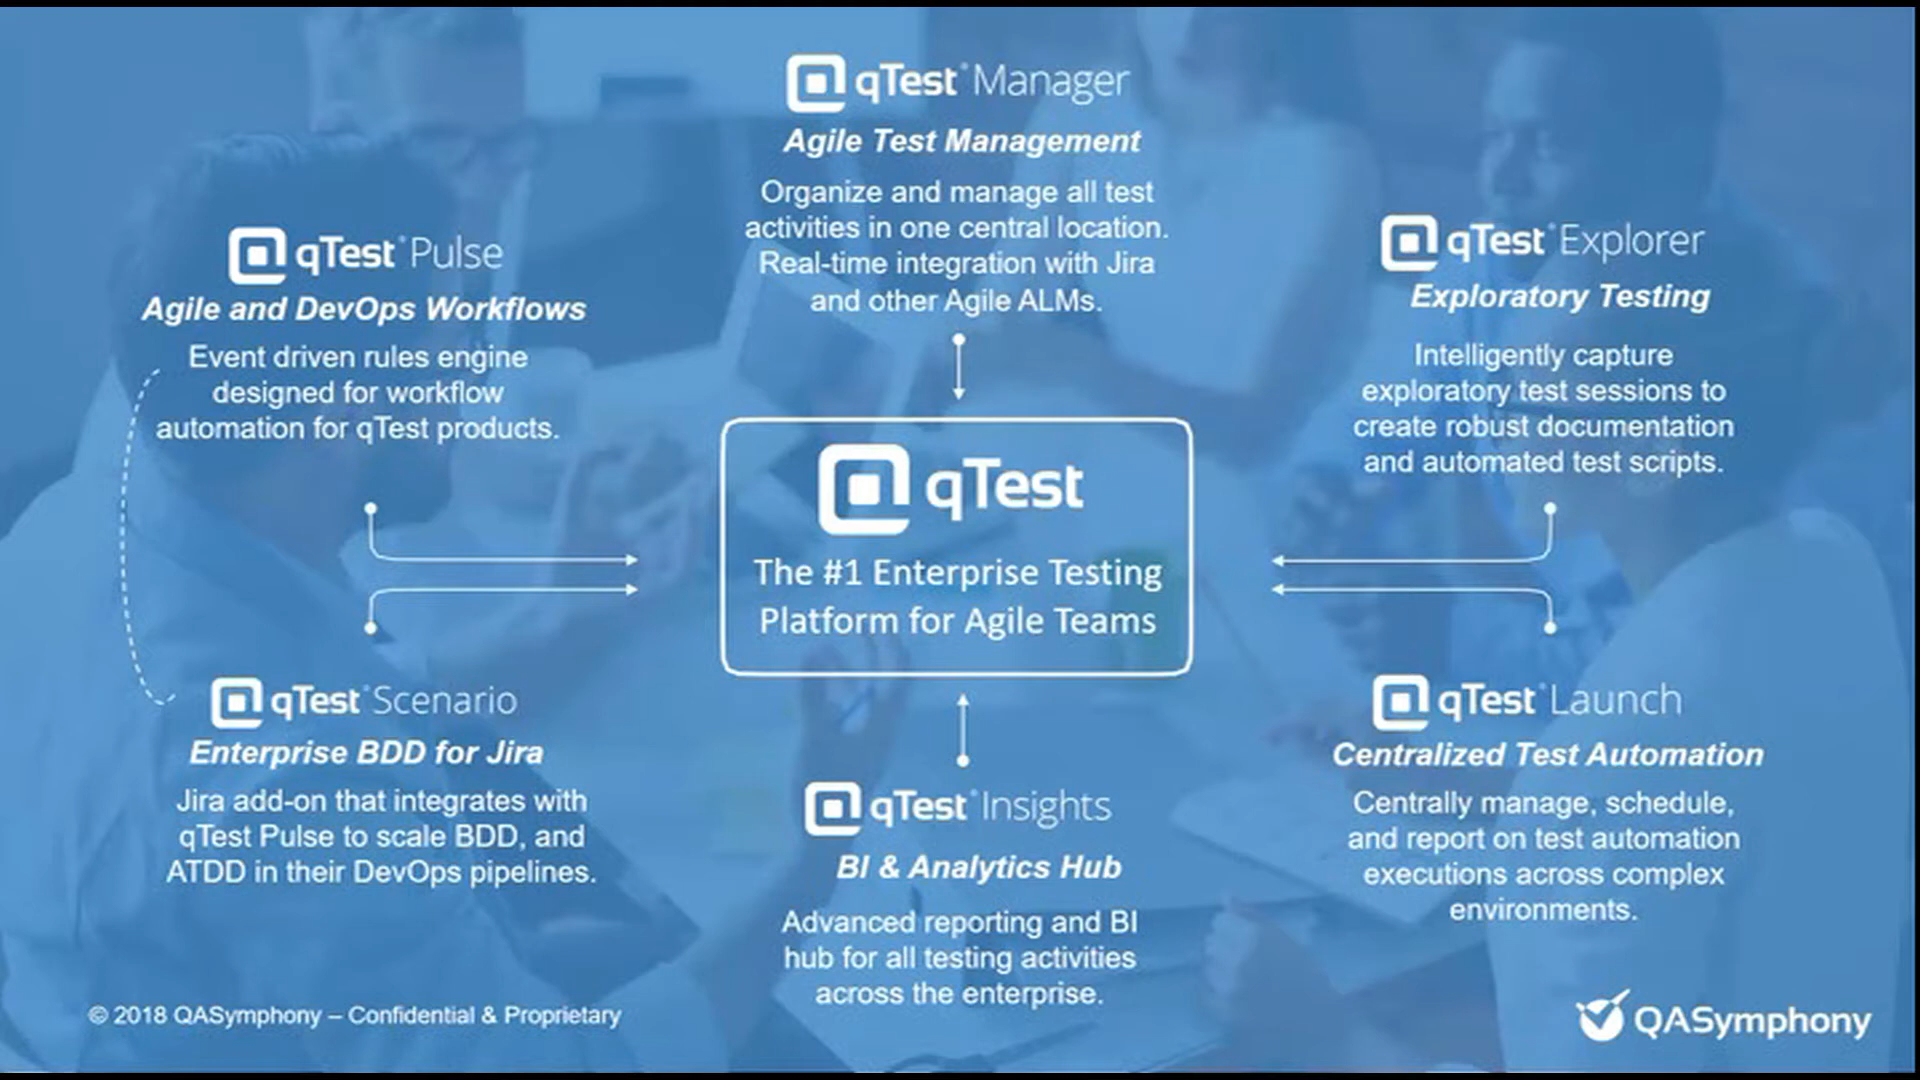 qTest Manager
Agile Test Management
Organize and manage all test
activities in one central location.
Real-time integration with Jira
and other Agile ALMs.
qTest Pulse
Agile and DevOps Workflows
Event driven rules engine
designed for workflow
automation for qTest products.
qTest Explorer
Exploratory Testing
Intelligently capture
exploratory test sessions to
create robust documentation
and automated test scripts.
qTest
The #1 Enterprise Testing
Platform for Agile Teams
qTest Scenario
Enterprise BDD for Jira
Jira add-on that integrates with
qTest Pulse to scale BDD, and
ATDD in their DevOps pipelines.
qTest Insights
BI & Analytics Hub
Advanced reporting and BI
hub for all testing activities
across the enterprise.
qTest Launch
Centralized Test Automation
Centrally manage, schedule,
and report on test automation
executions across complex
environments.
© 2018 QASymphony – Confidential & Proprietary
QASymphony